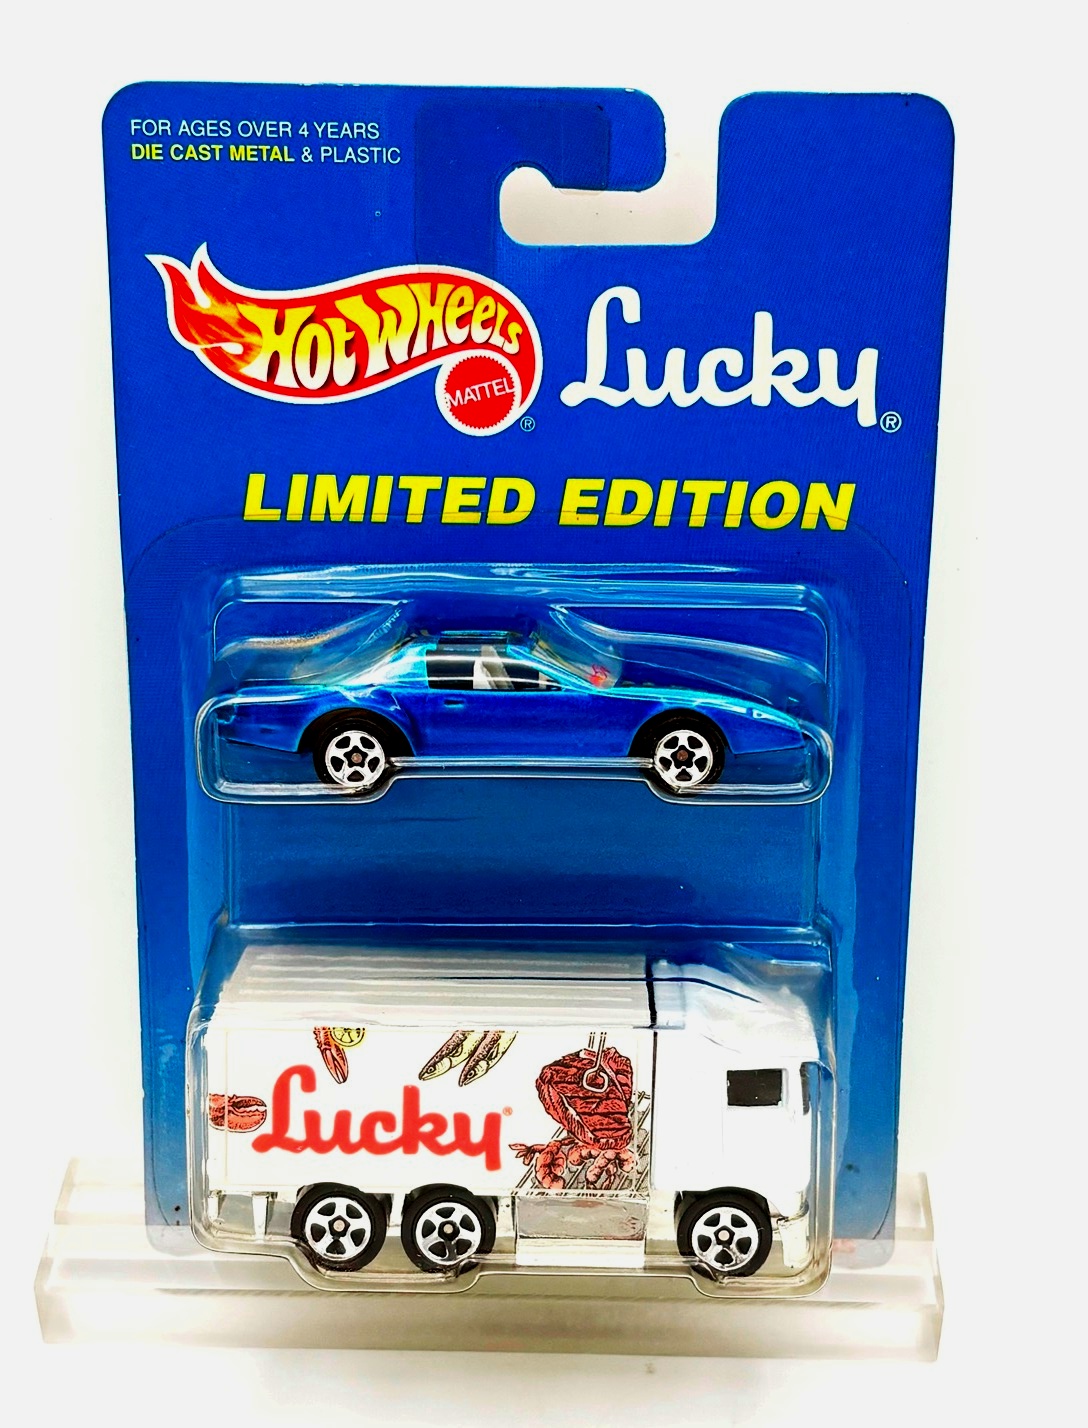 FOR AGES OVER 4 YEARS
DIE CAST METAL & PLASTIC
HOT WHEELS
MATTEL
®
Lucky®
LIMITED EDITION
Lucky